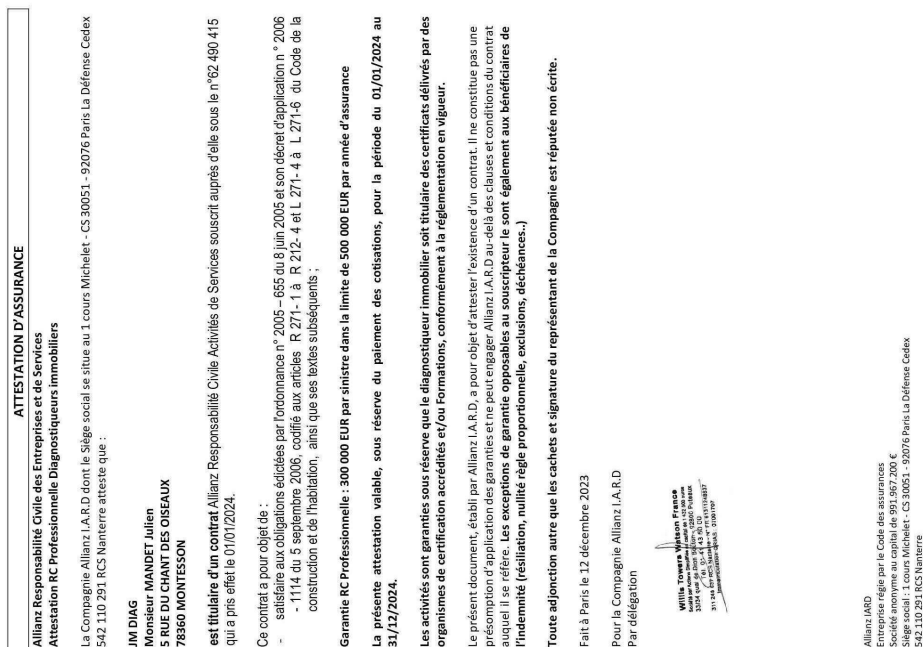 ATTESTATION D'ASSURANCE
Allianz Responsabilité Civile des Entreprises et de Services
Attestation RC Professionnelle Diagnostiqueurs immobiliers
La Compagnie Allianz I.A.R.D dont le Siège social se situe au 1 cours Michelet - CS 30051 - 92076 Paris La Défense Cedex
542 110 291 RCS Nanterre atteste que :
JM DIAG
Monsieur MANDET Julien
5 RUE DU CHANT DES OISEAUX
78360 MONTESSON
est titulaire d'un contrat Allianz Responsabilité Civile Activités de Services souscrit auprès d'elle sous le n°62 490 415
qui a pris effet le 01/01/2024.
Ce contrat a pour objet de :
- satisfaire aux obligations édictées par l'ordonnance n° 2005 – 655 du 8 juin 2005 et son décret d'application n ° 2006
- 1114 du 5 septembre 2006, codifié aux articles R 271- 1 à R 212- 4 et L 271- 4 à L 271-6 du Code de la
construction et de l'habitation, ainsi que ses textes subséquents ;
Garantie RC Professionnelle : 300 000 EUR par sinistre dans la limite de 500 000 EUR par année d'assurance
La présente attestation valable, sous réserve du paiement des cotisations, pour la période du 01/01/2024 au
31/12/2024.
Les activités sont garanties sous réserve que le diagnostiqueur immobilier soit titulaire des certificats délivrés par des
organismes de certification accrédités et/ou Formations, conformément à la réglementation en vigueur.
Le présent document, établi par Allianz I.A.R.D, a pour objet d'attester l'existence d'un contrat. Il ne constitue pas une
présomption d'application des garanties et ne peut engager Allianz I.A.R.D au-delà des clauses et conditions du contrat
auquel il se réfère. Les exceptions de garantie opposables au souscripteur le sont également aux bénéficiaires de
l'indemnité (résiliation, nullité règle proportionnelle, exclusions, déchéances..)
Toute adjonction autre que les cachets et signature du représentant de la Compagnie est réputée non écrite.
Fait à Paris le 12 décembre 2023
Pour la Compagnie Allianz I.A.R.D
Par délégation
Willis Towers Watson France
Allianz IARD
Entreprise régie par le Code des assurances
Société anonyme au capital de 991.967.200 €
Siège social : 1 cours Michelet - CS 30051 - 92076 Paris La Défense Cedex
542 110 291 RCS Nanterre